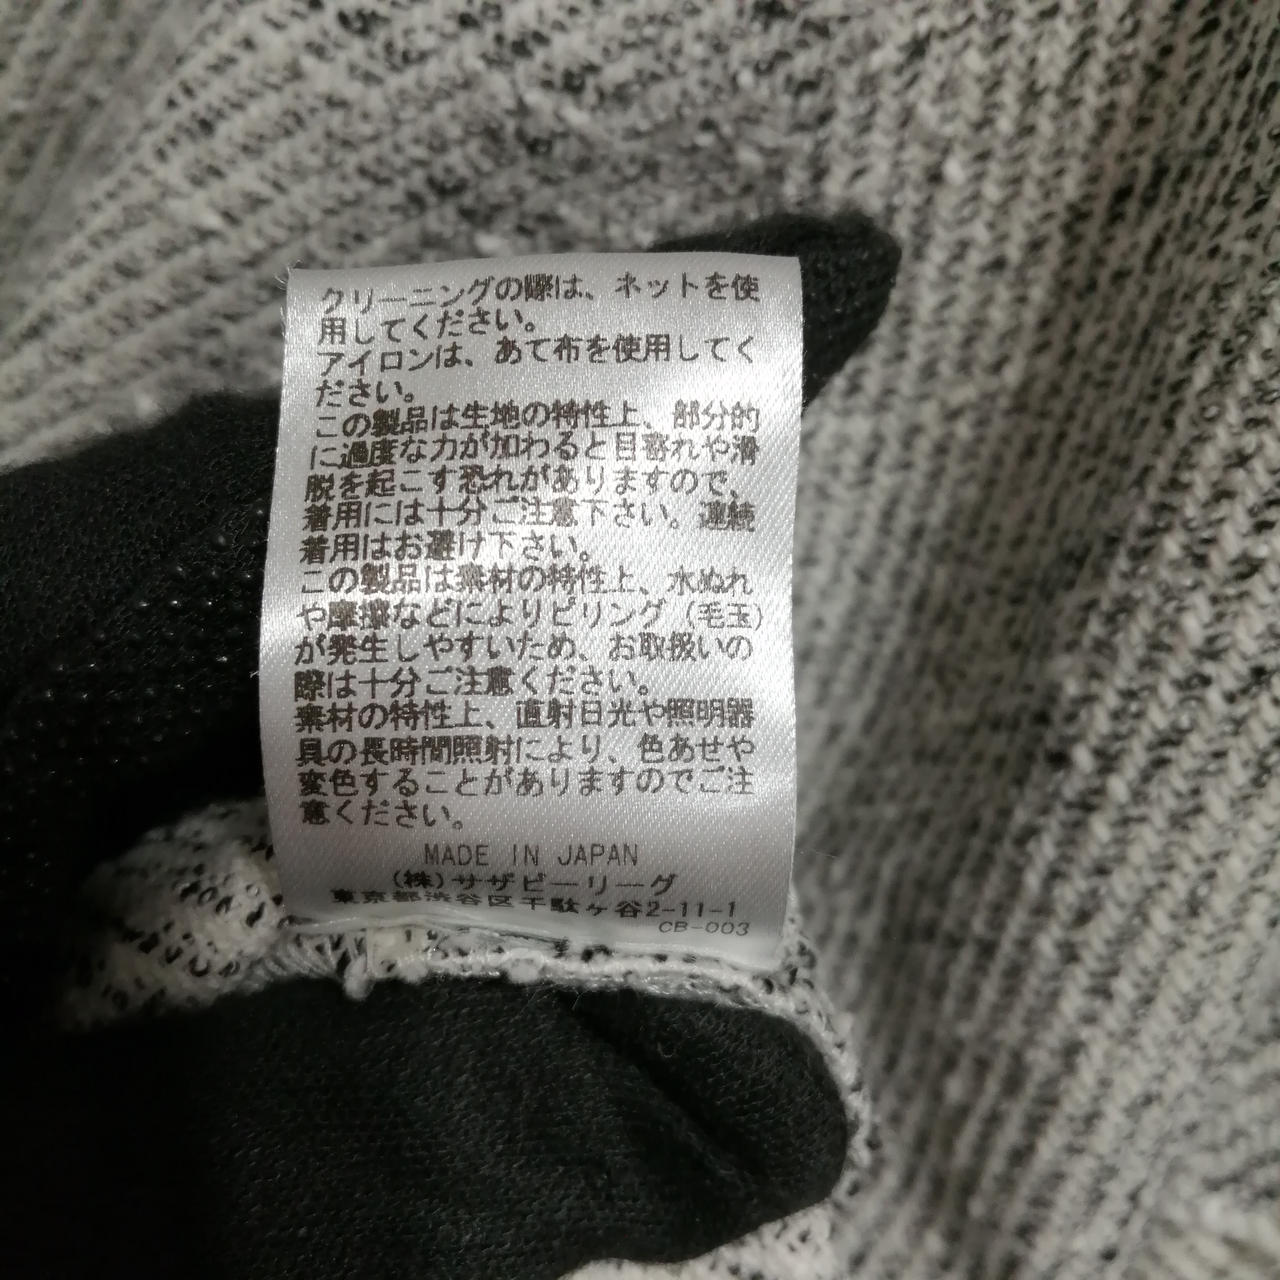 クリーニングの際は、ネットを使
用してください。
アイロンは、あて布を使用してく
ださい。
この製品は生地の特性上、部分的
に過度な力が加わると目寄れや滑
脱を起こす恐れがありますので、
着用には十分ご注意下さい。連続
着用はお避け下さい。
この製品は素材の特性上、水ぬれ
や摩擦などによりピリング(毛玉)
が発生しやすいため、お取扱いの
際は十分ご注意ください。
素材の特性上、直射日光や照明器
具の長時間照射により、色あせや
変色することがありますのでご注
意ください。
MADE IN JAPAN
(株)サザビーリーグ
東京都渋谷区千駄ヶ谷2-11-1
CB-003